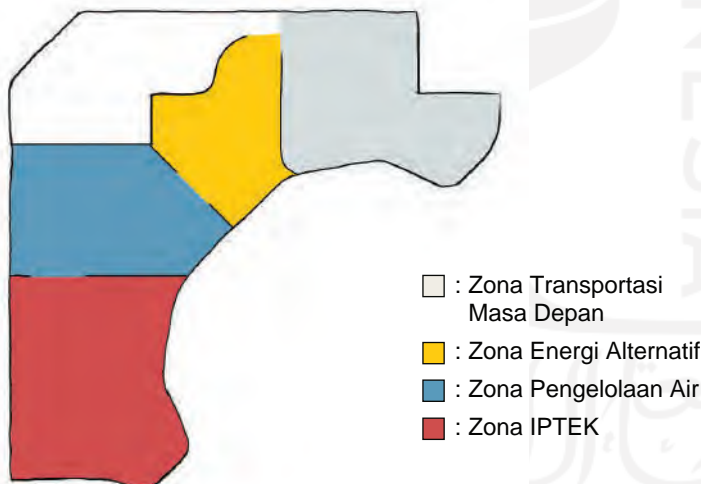 : Zona Transportasi
Masa Depan
: Zona Energi Alternatif
: Zona Pengelolaan Air
: Zona IPTEK